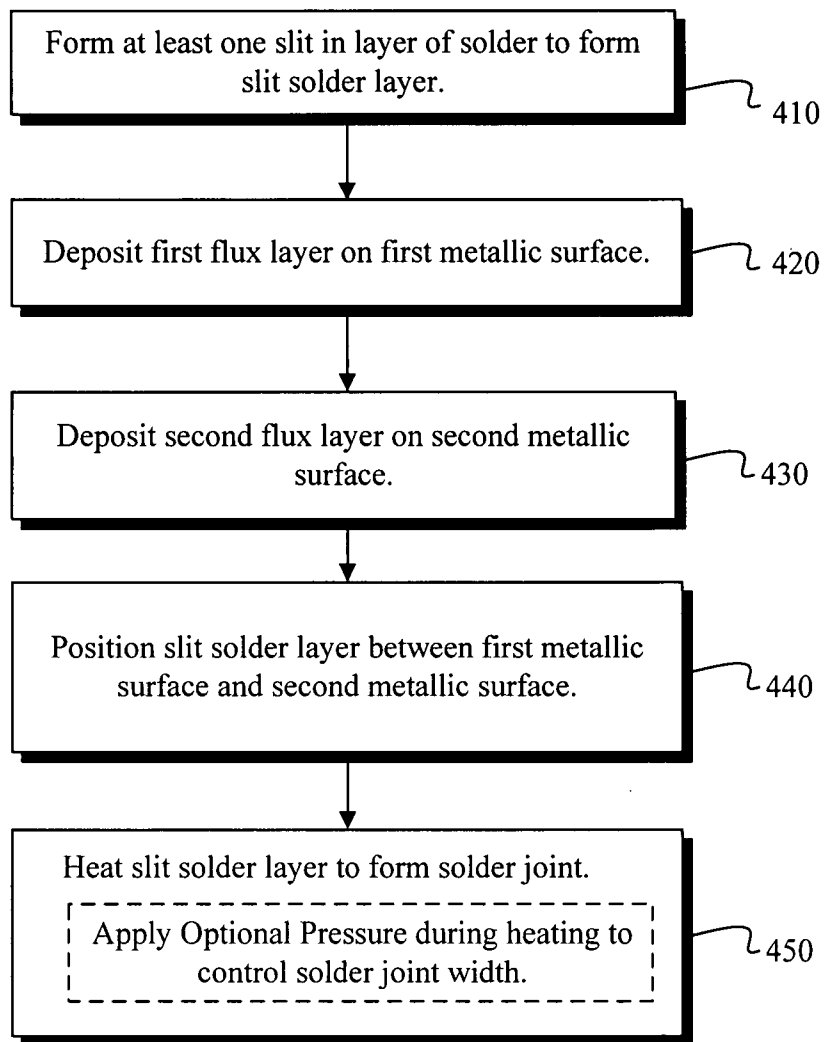 Form at least one slit in layer of solder to form
slit solder layer.
410
Deposit first flux layer on first metallic surface.
420
Deposit second flux layer on second metallic
surface.
430
Position slit solder layer between first metallic
surface and second metallic surface.
440
Heat slit solder layer to form solder joint.
Apply Optional Pressure during heating to
control solder joint width.
450